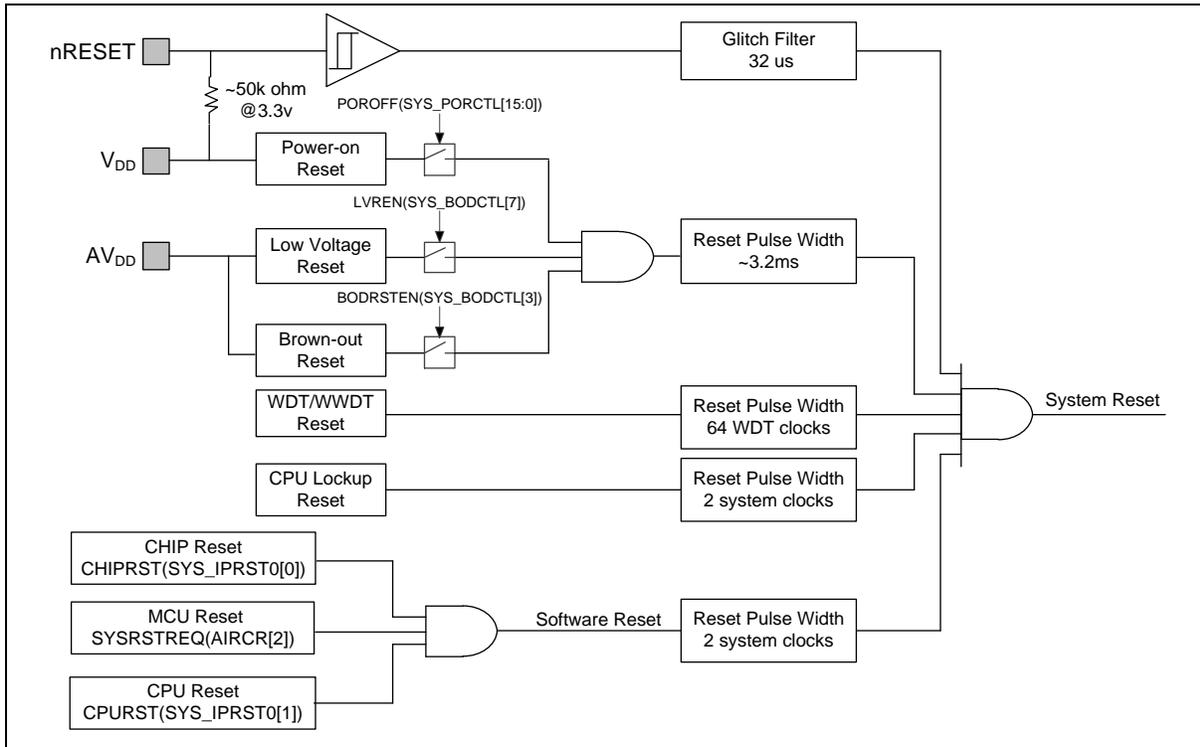 nRESET
Glitch Filter
32 us
~50k ohm
@3.3v
POROFF(SYS_PORCTL[15:0])
VDD
Power-on
Reset
LVREN(SYS_BODCTL[7])
AVDD
Low Voltage
Reset
Reset Pulse Width
~3.2ms
BODRSTEN(SYS_BODCTL[3])
Brown-out
Reset
WDT/WWDT
Reset
Reset Pulse Width
64 WDT clocks
System Reset
CPU Lockup
Reset
Reset Pulse Width
2 system clocks
CHIP Reset
CHIPRST(SYS_IPRST0[0])
MCU Reset
SYSRSTREQ(AIRCR[2])
Software Reset
Reset Pulse Width
2 system clocks
CPU Reset
CPURST(SYS_IPRST0[1])